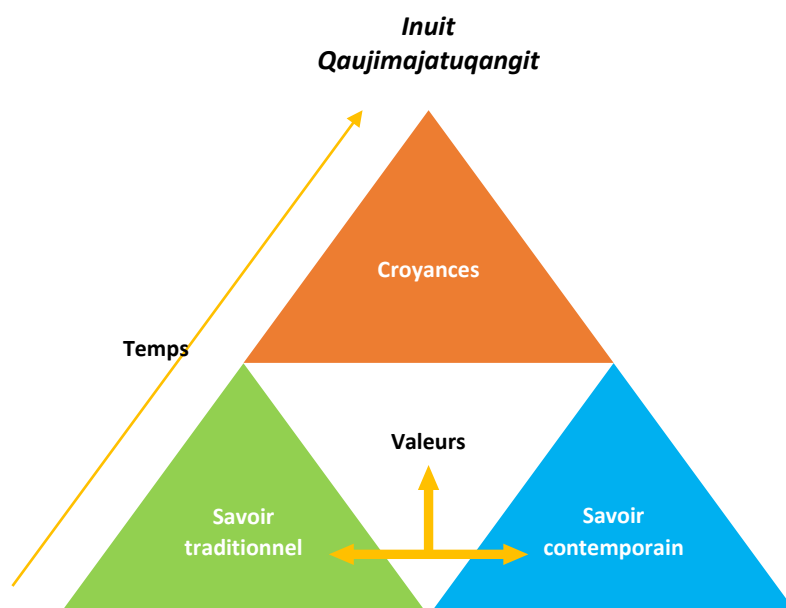 Inuit
Qaujimajatuqangit
Croyances
Temps
Valeurs
Savoir
traditionnel
Savoir
contemporain